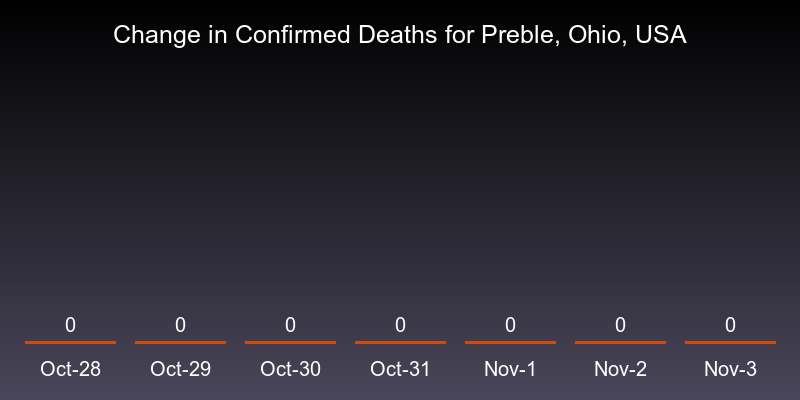 Change in Confirmed Deaths for Preble, Ohio, USA
0 0 0 0 0 0 0
Oct-28 Oct-29 Oct-30 Oct-31 Nov-1 Nov-2 Nov-3